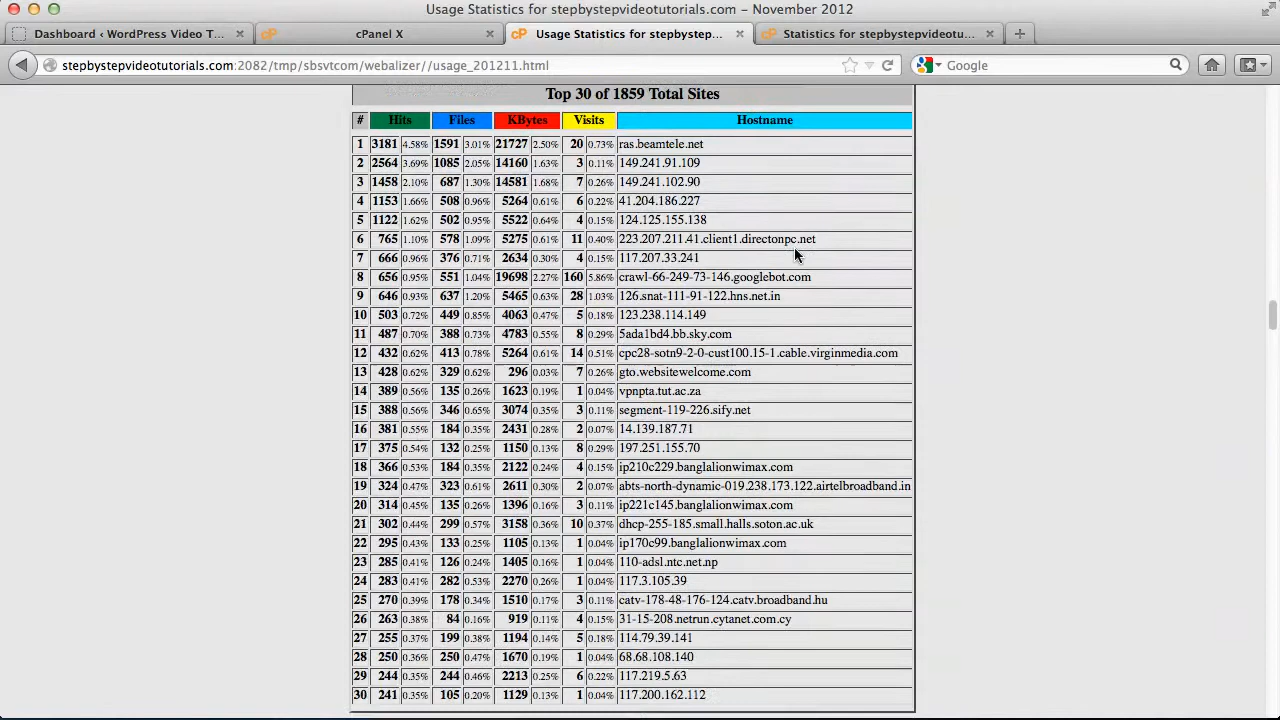 Usage Statistics for stepbystepvideotutorials.com - November 2012
Dashboard ‹ WordPress Video T... cPanel X Usage Statistics for stepbystep... Statistics for stepbystepvideotu...
stepbystepvideotutorials.com:2082/tmp/sbsvtcom/webalizer//usage_201211.html Google
Top 30 of 1859 Total Sites
# Hits Files KBytes Visits Hostname
1 3181 4.58% 1591 3.01% 21727 2.50% 20 0.73% ras.beamtele.net
2 2564 3.69% 1085 2.05% 14160 1.63% 3 0.11% 149.241.91.109
3 1458 2.10% 687 1.30% 14581 1.68% 7 0.26% 149.241.102.90
4 1153 1.66% 508 0.96% 5264 0.61% 6 0.22% 41.204.186.227
5 1122 1.62% 502 0.95% 5522 0.64% 4 0.15% 124.125.155.138
6 765 1.10% 578 1.09% 5275 0.61% 11 0.40% 223.207.211.41.client1.directonpc.net
7 666 0.96% 376 0.71% 2634 0.30% 4 0.15% 117.207.33.241
8 656 0.95% 551 1.04% 19698 2.27% 160 5.86% crawl-66-249-73-146.googlebot.com
9 646 0.93% 637 1.20% 5465 0.63% 28 1.03% 126.snat-111-91-122.hns.net.in
10 503 0.72% 449 0.85% 4063 0.47% 5 0.18% 123.238.114.149
11 487 0.70% 388 0.73% 4783 0.55% 8 0.29% 5ada1bd4.bb.sky.com
12 432 0.62% 413 0.78% 5264 0.61% 14 0.51% cpc28-sotn9-2-0-cust100.15-1.cable.virginmedia.com
13 428 0.62% 329 0.62% 296 0.03% 7 0.26% gto.websitewelcome.com
14 389 0.56% 135 0.26% 1623 0.19% 1 0.04% vpnpta.tut.ac.za
15 388 0.56% 346 0.65% 3074 0.35% 3 0.11% segment-119-226.sify.net
16 381 0.55% 184 0.35% 2431 0.28% 2 0.07% 14.139.187.71
17 375 0.54% 132 0.25% 1150 0.13% 8 0.29% 197.251.155.70
18 366 0.53% 184 0.35% 2122 0.24% 4 0.15% ip210c229.banglalionwimax.com
19 324 0.47% 323 0.61% 2611 0.30% 2 0.07% abts-north-dynamic-019.238.173.122.airtelbroadband.in
20 314 0.45% 135 0.26% 1396 0.16% 3 0.11% ip221c145.banglalionwimax.com
21 302 0.44% 299 0.57% 3158 0.36% 10 0.37% dhcp-255-185.small.halls.soton.ac.uk
22 295 0.43% 133 0.25% 1105 0.13% 1 0.04% ip170c99.banglalionwimax.com
23 285 0.41% 126 0.24% 1405 0.16% 1 0.04% 110-adsl.ntc.net.np
24 283 0.41% 282 0.53% 2270 0.26% 1 0.04% 117.3.105.39
25 270 0.39% 178 0.34% 1510 0.17% 3 0.11% catv-178-48-176-124.catv.broadband.hu
26 263 0.38% 84 0.16% 919 0.11% 4 0.15% 31-15-208.netrun.cytanet.com.cy
27 255 0.37% 199 0.38% 1194 0.14% 5 0.18% 114.79.39.141
28 250 0.36% 250 0.47% 1670 0.19% 1 0.04% 68.68.108.140
29 244 0.35% 244 0.46% 2213 0.25% 6 0.22% 117.219.5.63
30 241 0.35% 105 0.20% 1129 0.13% 1 0.04% 117.200.162.112